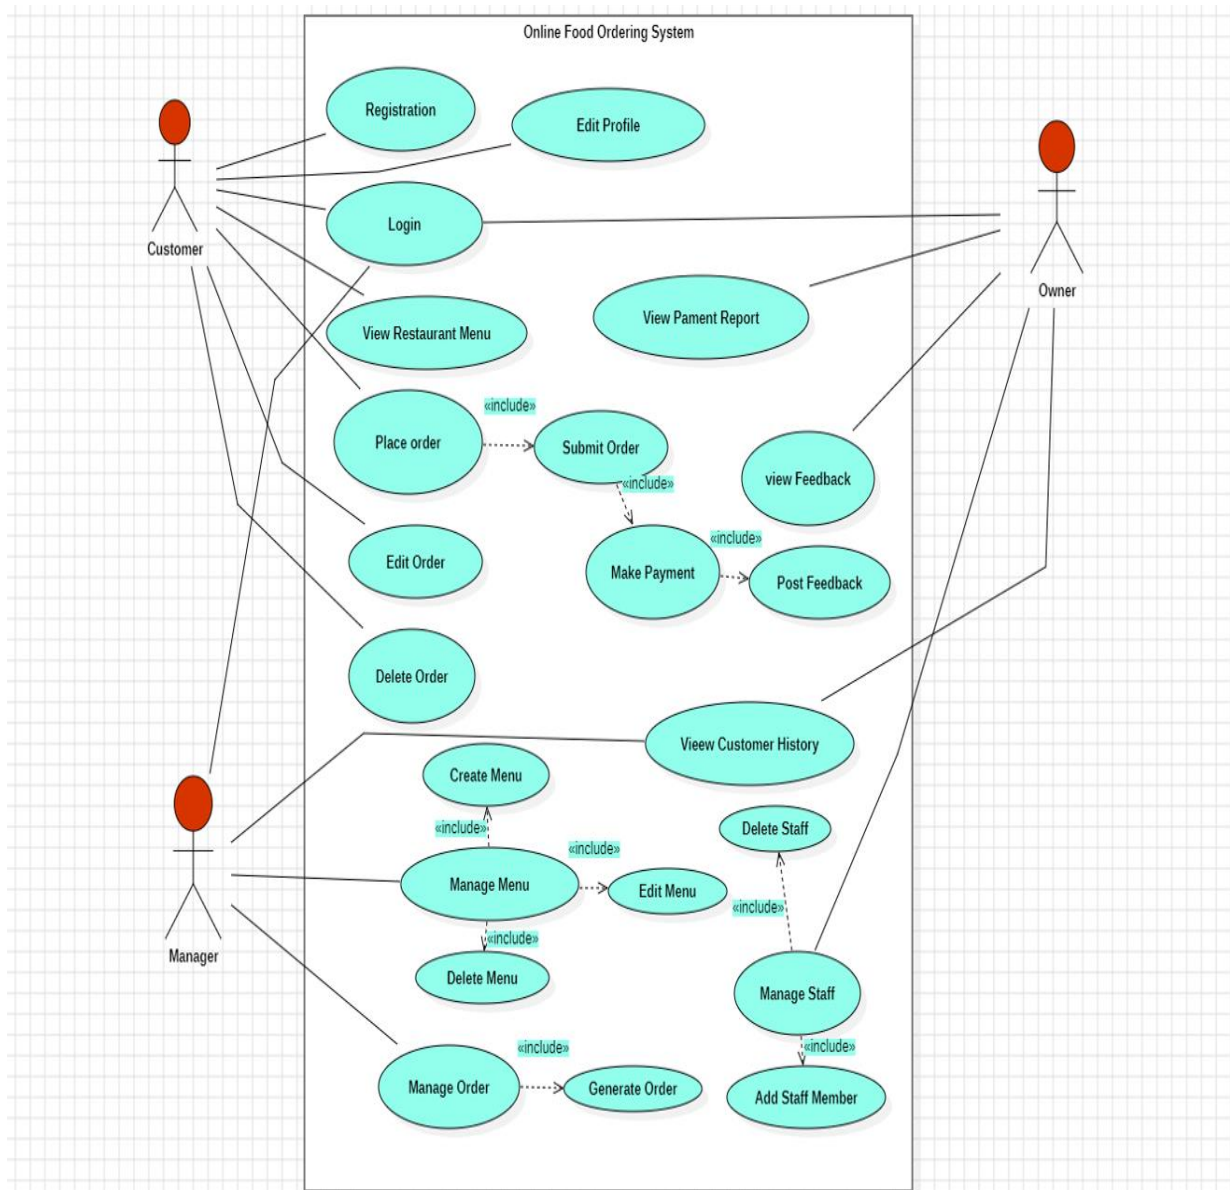 Online Food Ordering System
Registration
Edit Profile
Login
Customer
Owner
View Restaurant Menu
View Pament Report
«include»
Place order
Submit Order
view Feedback
«include»
«include»
Edit Order
Make Payment
Post Feedback
Delete Order
Vieew Customer History
Create Menu
«include»
Delete Staff
«include»
Manage Menu
Edit Menu
«include»
«include»
Manager
Delete Menu
Manage Staff
«include»
«include»
Manage Order
Generate Order
Add Staff Member